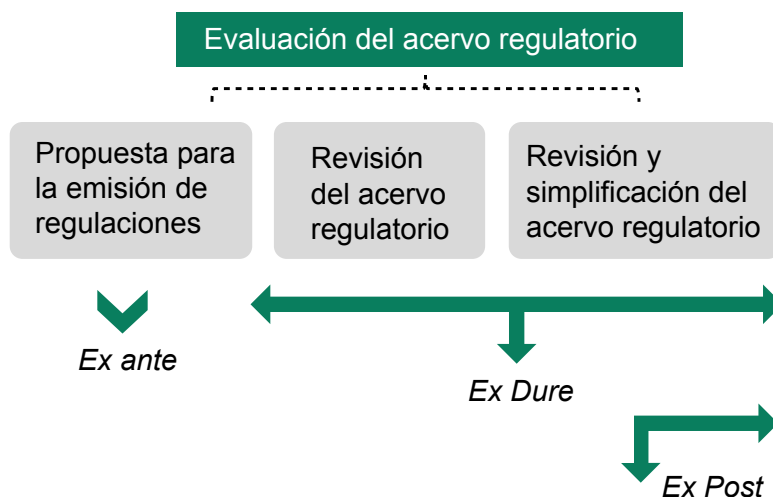 Evaluación del acervo regulatorio
Propuesta para
la emisión de
regulaciones
Revisión
del acervo
regulatorio
Revisión y
simplificación del
acervo regulatorio
Ex ante
Ex Dure
Ex Post